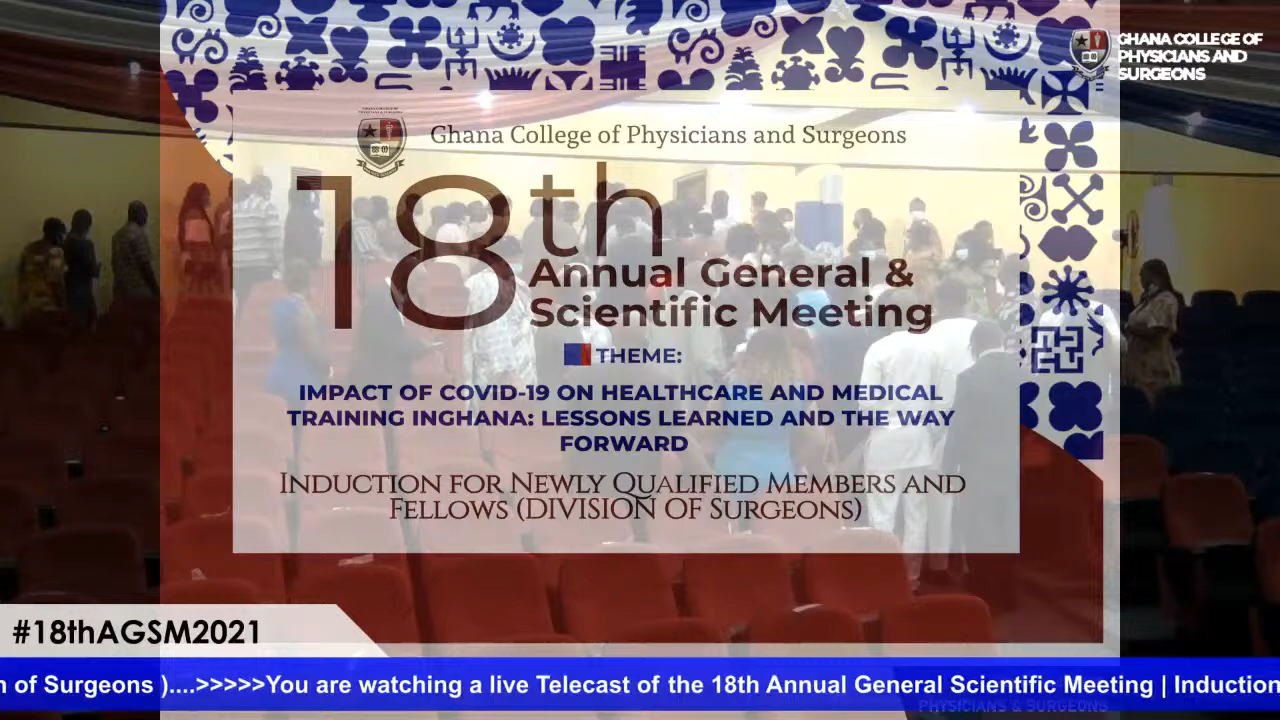 GHANA COLLEGE OF
PHYSICIANS AND
SURGEONS
Ghana College of Physicians and Surgeons
18th
Annual General &
Scientific Meeting
THEME:
IMPACT OF COVID-19 ON HEALTHCARE AND MEDICAL
TRAINING INGHANA: LESSONS LEARNED AND THE WAY
FORWARD
INDUCTION FOR NEWLY QUALIFIED MEMBERS AND
FELLOWS (DIVISION OF SURGEONS)
#18thAGSM2021
n of Surgeons )....>>>>>You are watching a live Telecast of the 18th Annual General Scientific Meeting | Induction
PHYSICIANS & SURGEONS